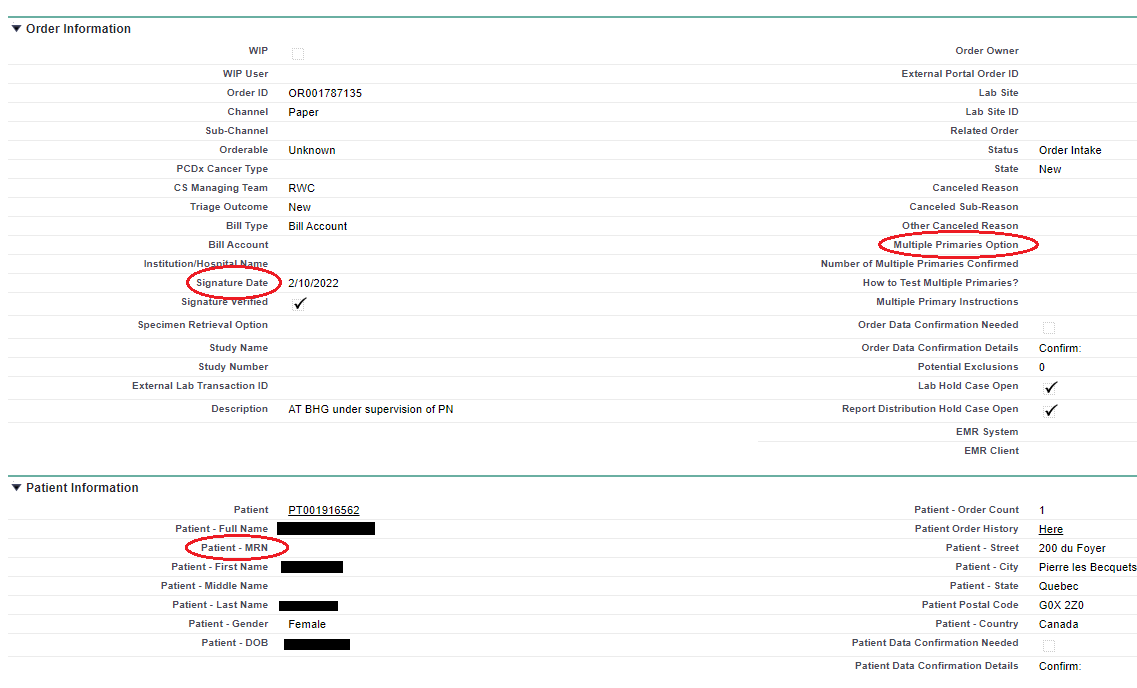 Order Information
WIP
Order Owner
WIP User
External Portal Order ID
Order ID OR001787135
Lab Site
Channel Paper
Lab Site ID
Sub-Channel
Related Order
Orderable Unknown
Status Order Intake
PCDx Cancer Type
State New
CS Managing Team RWC
Canceled Reason
Triage Outcome New
Canceled Sub-Reason
Bill Type Bill Account
Other Canceled Reason
Bill Account
Multiple Primaries Option
Institution/Hospital Name
Number of Multiple Primaries Confirmed
Signature Date 2/10/2022
How to Test Multiple Primaries?
Signature Verified
Multiple Primary Instructions
Specimen Retrieval Option
Order Data Confirmation Needed
Study Name
Order Data Confirmation Details Confirm:
Study Number
Potential Exclusions 0
External Lab Transaction ID
Lab Hold Case Open
Description AT BHG under supervision of PN
Report Distribution Hold Case Open
EMR System
EMR Client
Patient Information
Patient PT001916562
Patient - Order Count 1
Patient - Full Name
Patient Order History Here
Patient - MRN
Patient - Street 200 du Foyer
Patient - First Name
Patient - City Pierre les Becquets
Patient - Middle Name
Patient - State Quebec
Patient - Last Name
Patient Postal Code G0X 2Z0
Patient - Gender Female
Patient - Country Canada
Patient - DOB
Patient Data Confirmation Needed
Patient Data Confirmation Details Confirm: